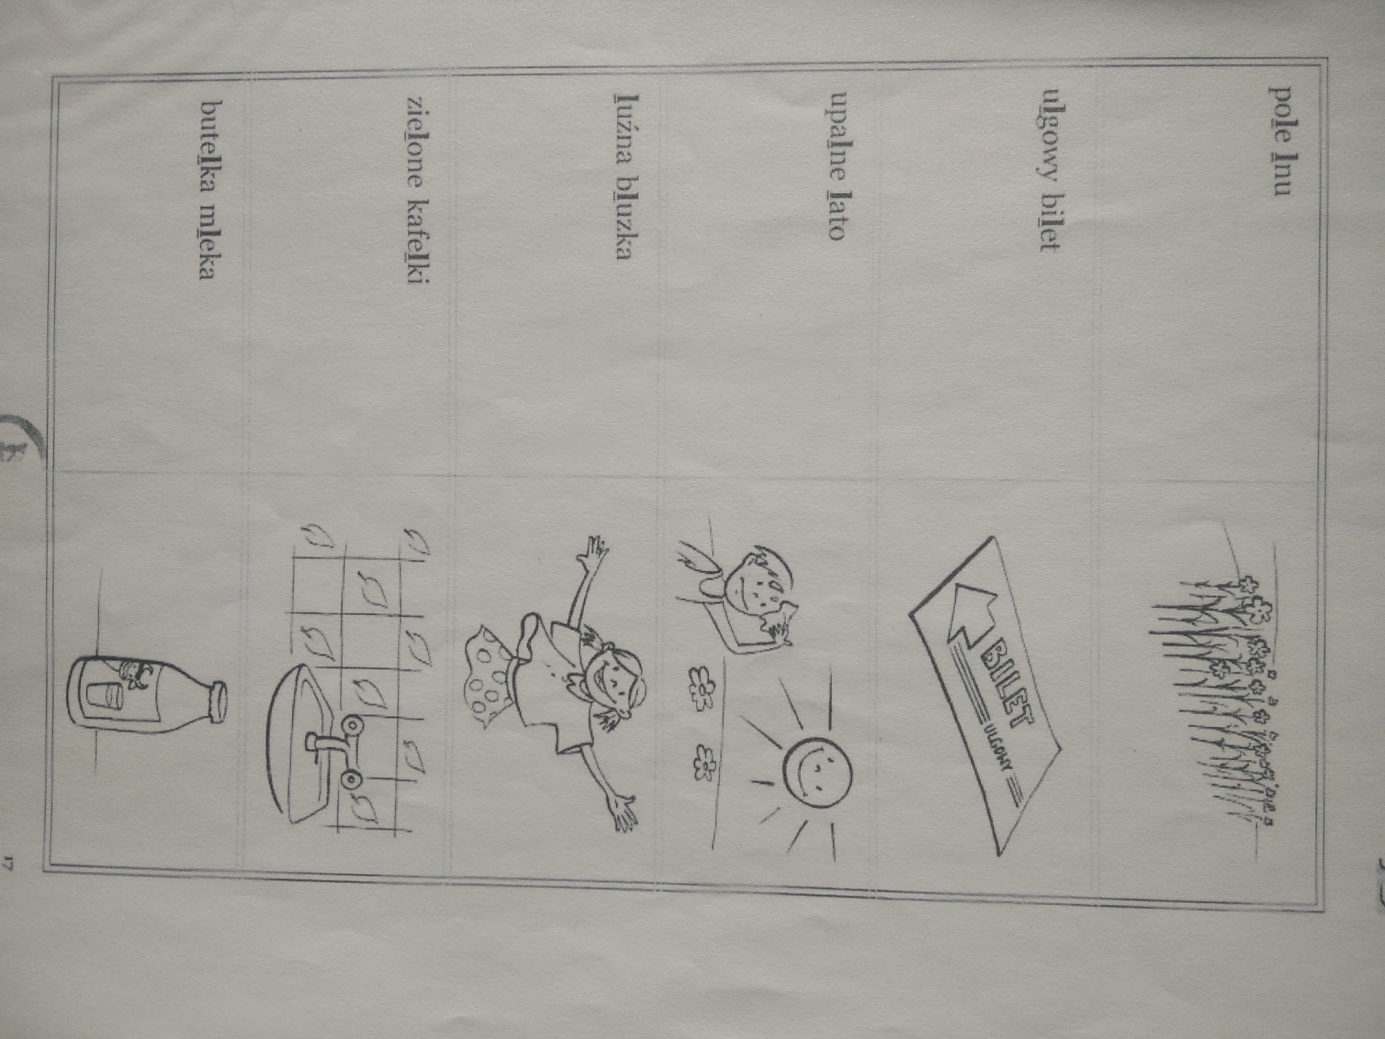 pole lnu
ulgowy bilet
BILET
ULGOWY
upalne lato
luźna bluzka
zielone kafelki
butelka mleka
17